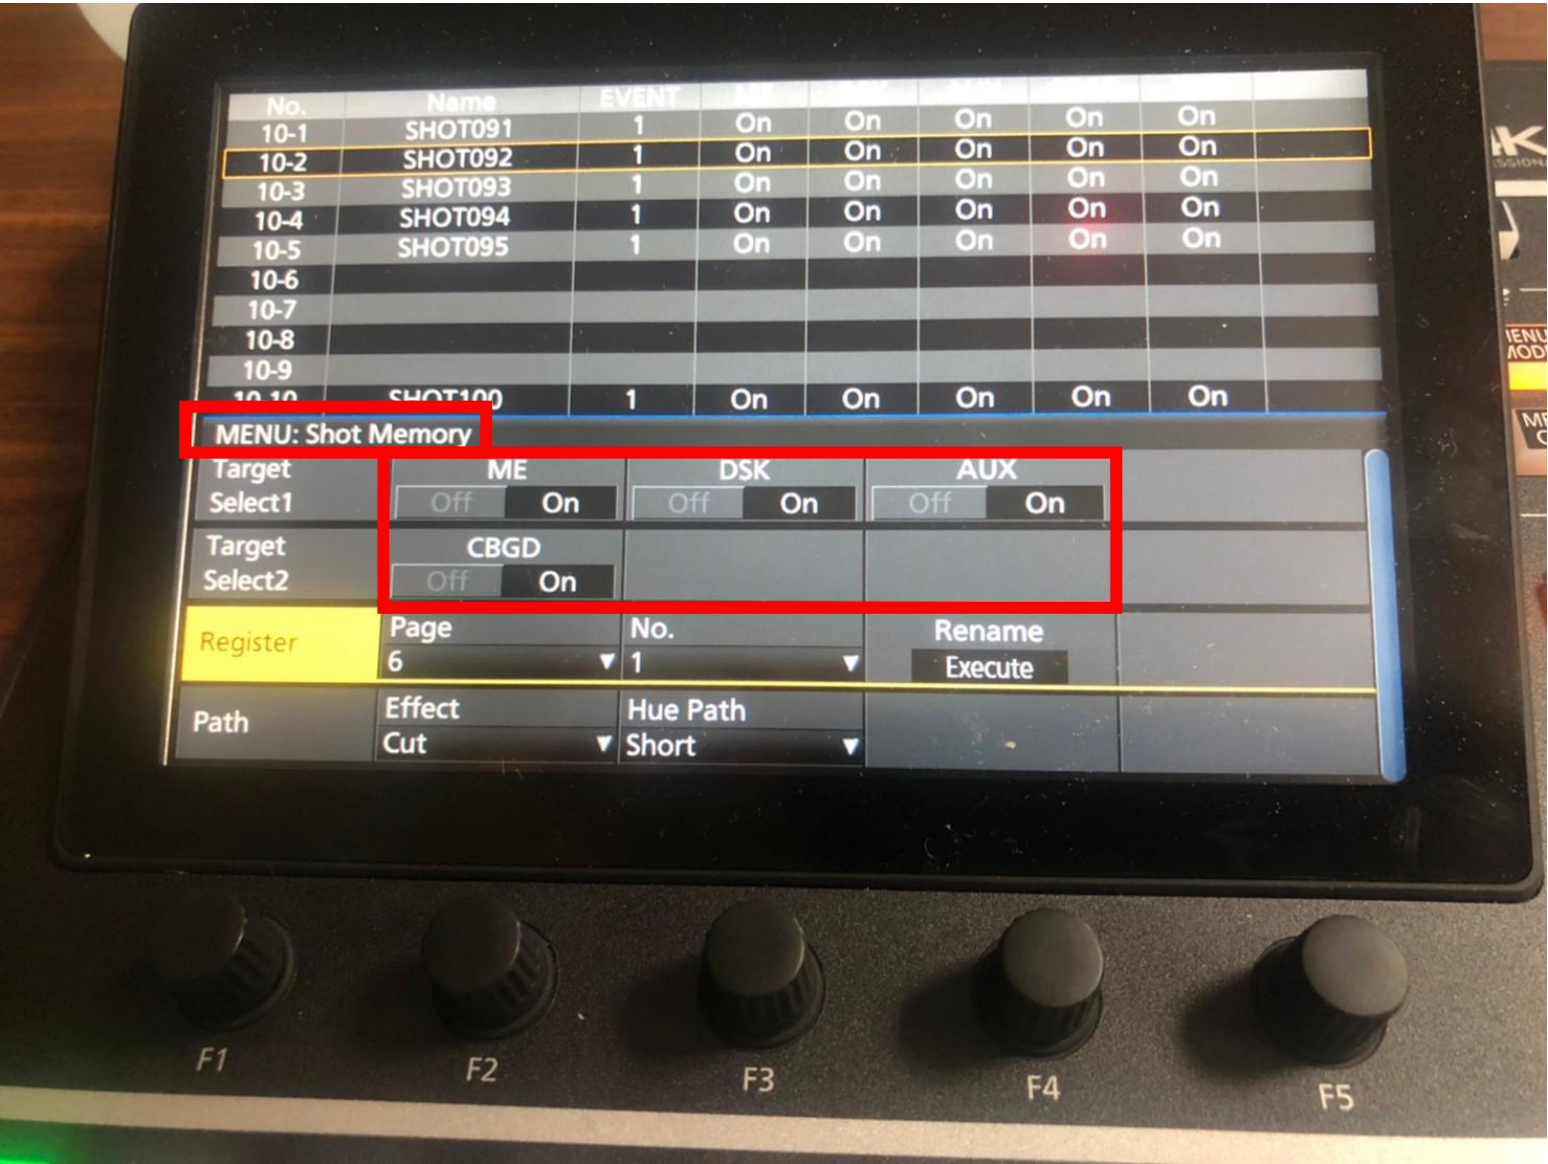 No. Name EVENT
10-1 SHOT091 1 On On On On On
10-2 SHOT092 1 On On On On On
10-3 SHOT093 1 On On On On On
10-4 SHOT094 1 On On On On On
10-5 SHOT095 1 On On On On On
10-6
10-7
10-8
10-9
10-10 SHOT100 1 On On On On On
MENU: Shot Memory
Target Select1 ME DSK AUX
Off On Off On Off On
Target Select2 CBGD
Off On
Register Page No. Rename
6 1 Execute
Path Effect Hue Path
Cut Short
F1 F2 F3 F4 F5